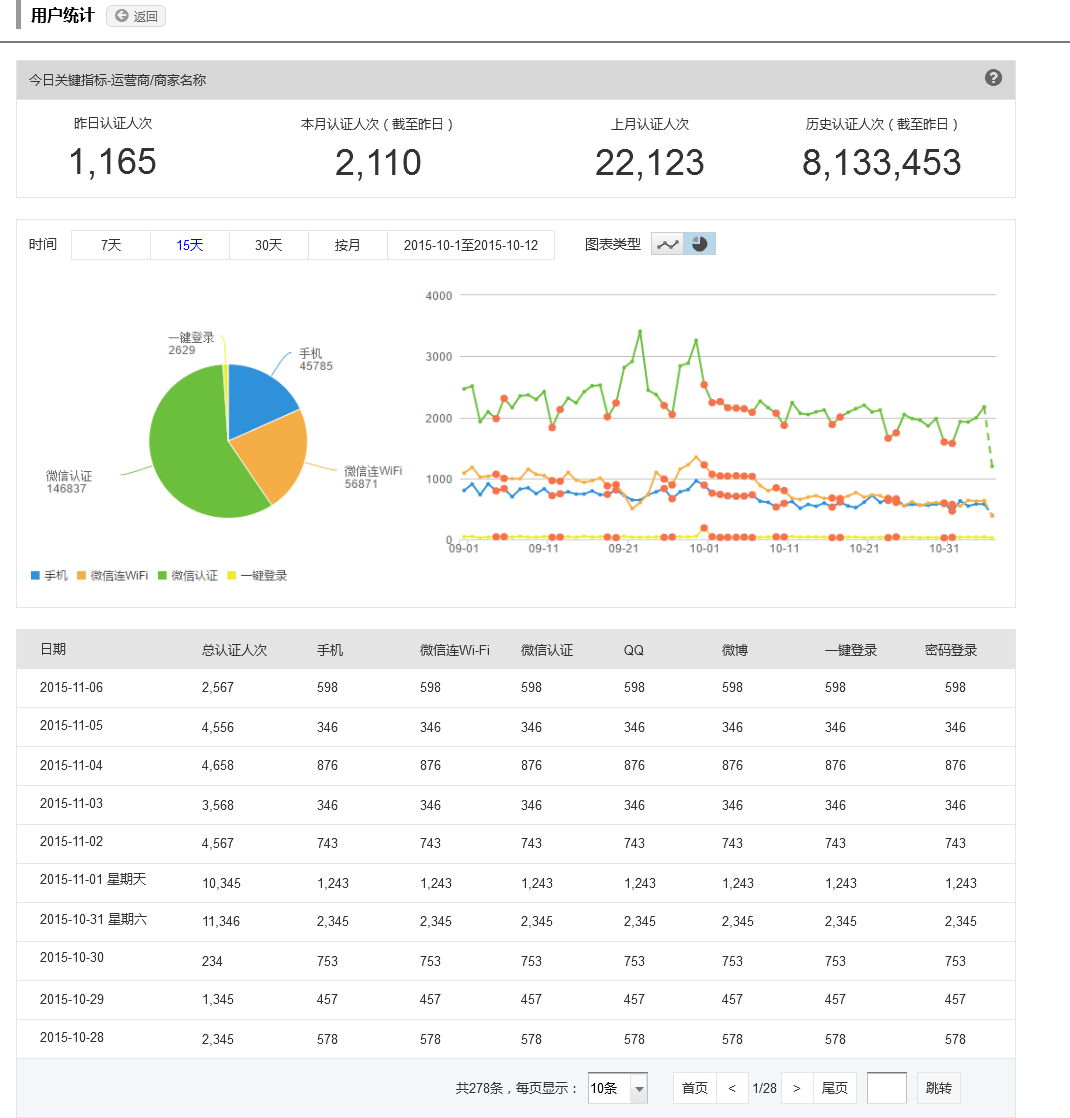 用户统计 返回
今日关键指标-运营商/商家名称 ?
昨日认证人次 本月认证人次(截至昨日) 上月认证人次 历史认证人次(截至昨日)
1,165 2,110 22,123 8,133,453
时间 7天 15天 30天 按月 2015-10-1至2015-10-12 图表类型
一键登录
2629
手机
45785
微信连WiFi
56871
微信认证
146837
4000
3000
2000
1000
0
09-01 09-11 09-21 10-01 10-11 10-21 10-31
手机 微信连WiFi 微信认证 一键登录
日期 总认证人次 手机 微信连Wi-Fi 微信认证 QQ 微博 一键登录 密码登录
2015-11-06 2,567 598 598 598 598 598 598 598
2015-11-05 4,556 346 346 346 346 346 346 346
2015-11-04 4,658 876 876 876 876 876 876 876
2015-11-03 3,568 346 346 346 346 346 346 346
2015-11-02 4,567 743 743 743 743 743 743 743
2015-11-01 星期天 10,345 1,243 1,243 1,243 1,243 1,243 1,243 1,243
2015-10-31 星期六 11,346 2,345 2,345 2,345 2,345 2,345 2,345 2,345
2015-10-30 234 753 753 753 753 753 753 753
2015-10-29 1,345 457 457 457 457 457 457 457
2015-10-28 2,345 578 578 578 578 578 578 578
共278条，每页显示： 10条 首页 < 1/28 > 尾页 跳转